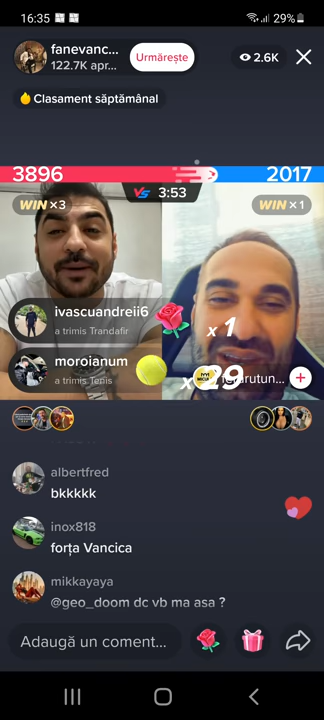 16:35
29%
fanevanc...
122.7K apr...
Urmărește
2.6K
Clasament săptămânal
3896
2017
VS 3:53
WIN ×3
WIN ×1
ivascuandreii6
a trimis Trandafir
x 1
moroianum
a trimis Tenis
x 29
albertfred
bkkkkk
inox818
forța Vancica
mikkayaya
@geo_doom dc vb ma asa ?
Adaugă un coment...